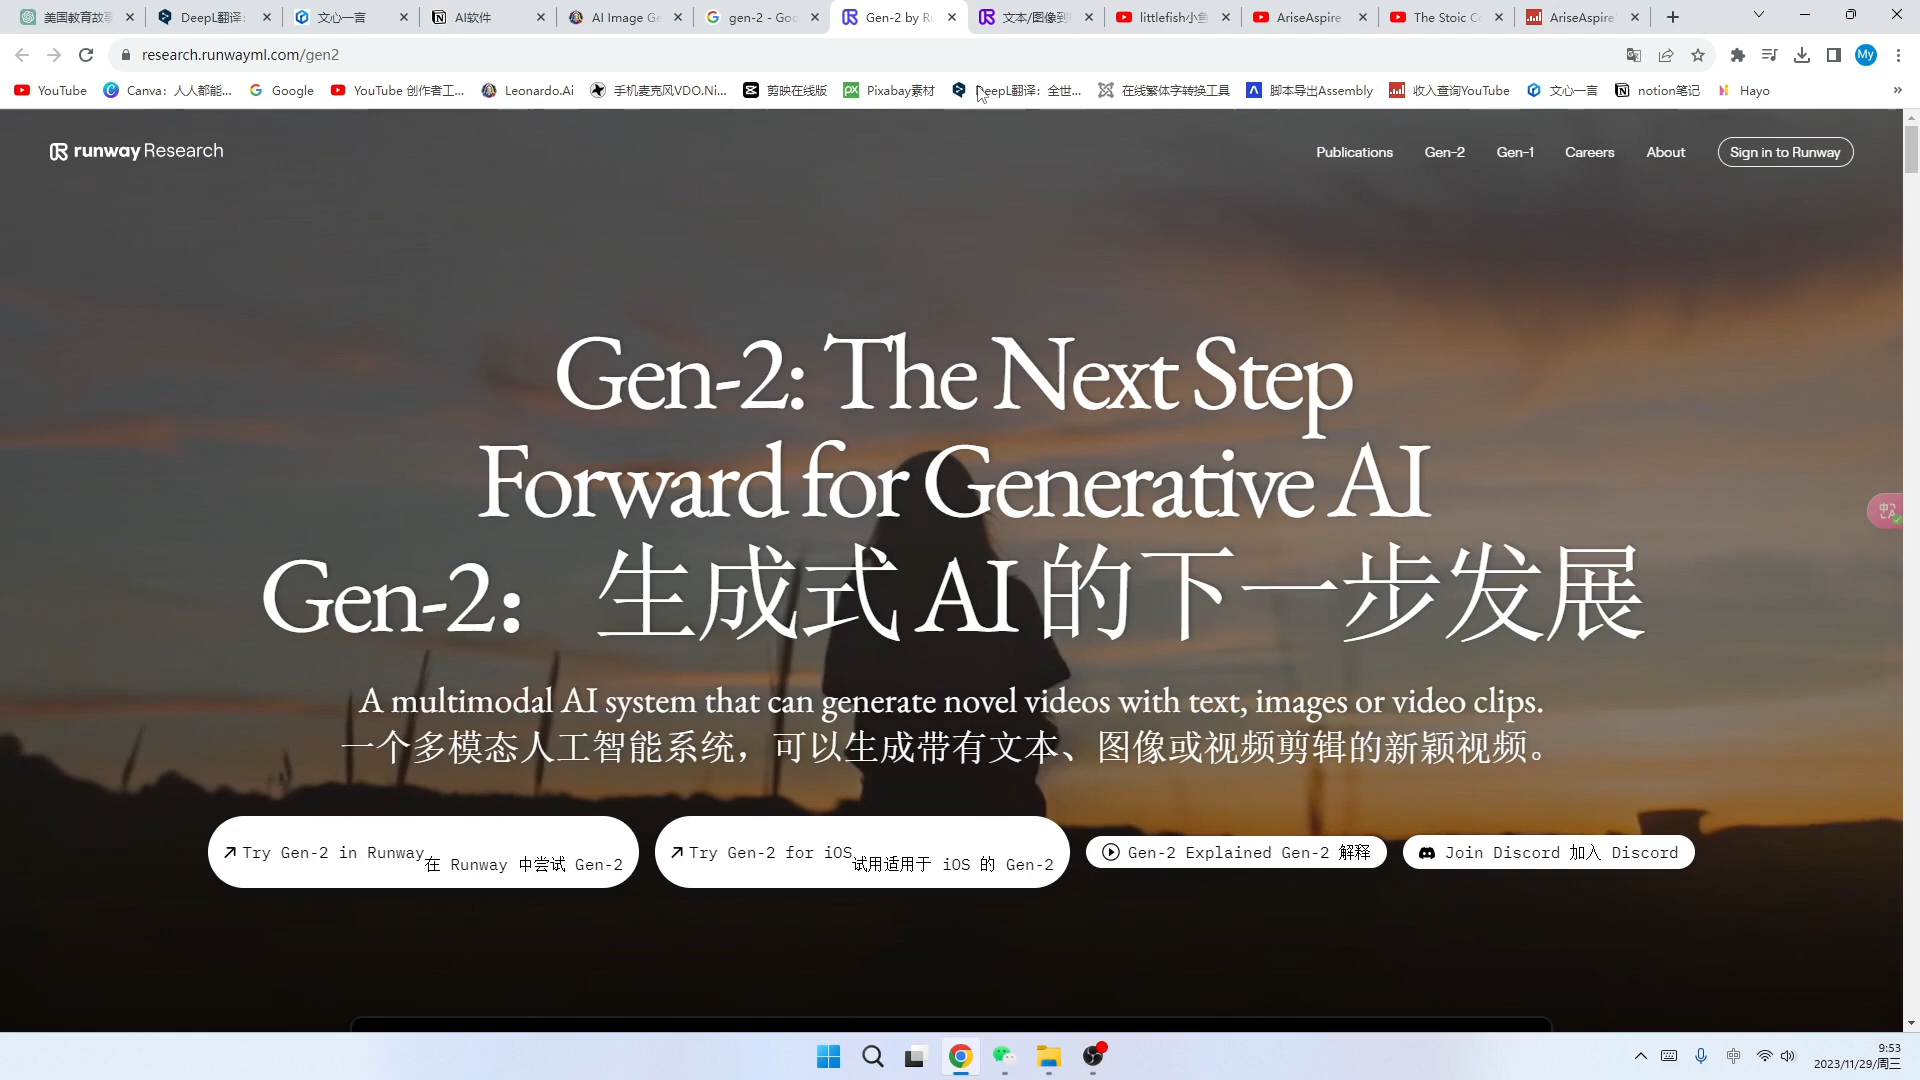 美国教育故事
DeepL翻译:
文心一言
AI软件
AI Image Ge
gen-2 - Goo
Gen-2 by Ru
文本/图像到
littlefish小鱼
AriseAspire
The Stoic Co
AriseAspire
research.runwayml.com/gen2
My
YouTube
Canva：人人都能...
Google
YouTube 创作者工...
Leonardo.Ai
手机麦克风VDO.Ni...
剪映在线版
Pixabay素材
DeepL翻译：全世...
在线繁体字转换工具
脚本导出Assembly
收入查询YouTube
文心一言
notion笔记
Hayo
runway Research
Publications
Gen-2
Gen-1
Careers
About
Sign in to Runway
Gen-2: The Next Step
Forward for Generative AI
Gen-2： 生成式 AI 的下一步发展
A multimodal AI system that can generate novel videos with text, images or video clips.
一个多模态人工智能系统，可以生成带有文本、图像或视频剪辑的新颖视频。
Try Gen-2 in Runway 在 Runway 中尝试 Gen-2
Try Gen-2 for iOS 试用适用于 iOS 的 Gen-2
Gen-2 Explained Gen-2 解释
Join Discord 加入 Discord
中
9:53
2023/11/29/周三